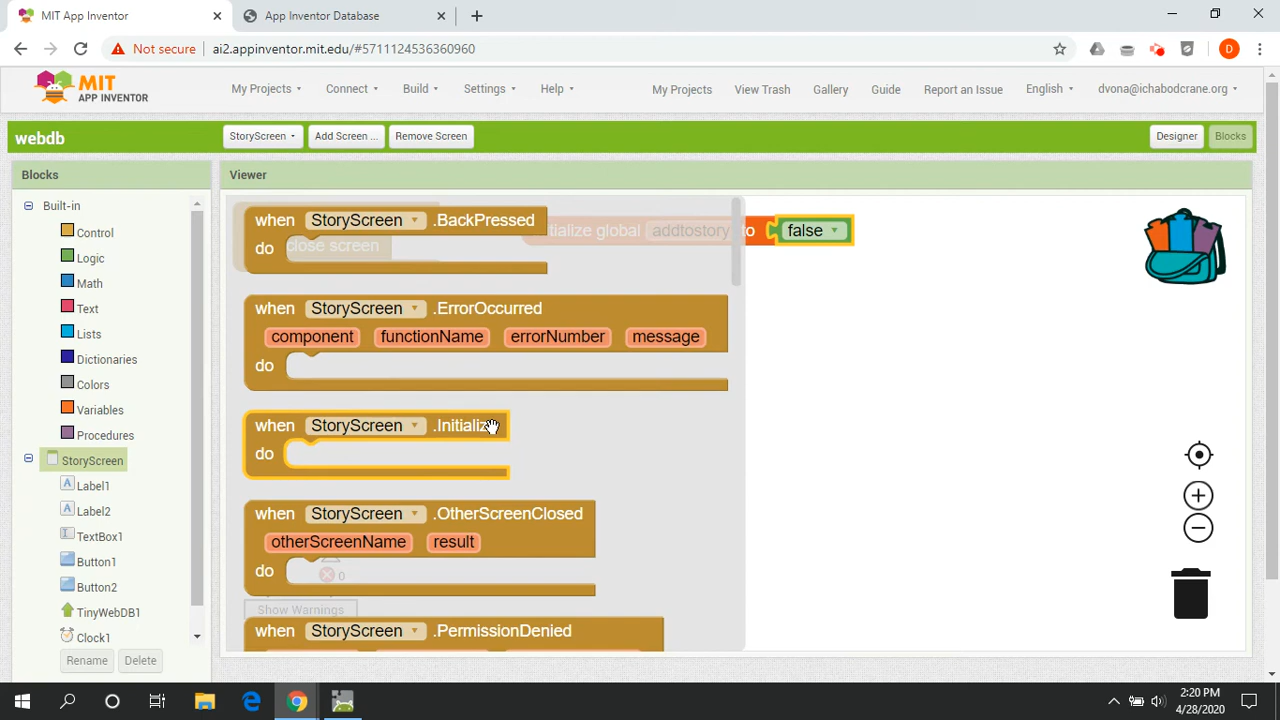 MIT App Inventor
App Inventor Database
Not secure
ai2.appinventor.mit.edu/#5711124536360960
D
MIT
APP INVENTOR
My Projects
Connect
Build
Settings
Help
My Projects
View Trash
Gallery
Guide
Report an Issue
English
dvona@ichabodcrane.org
webdb
StoryScreen
Add Screen ...
Remove Screen
Designer
Blocks
Blocks
Viewer
Built-in
Control
Logic
Math
Text
Lists
Dictionaries
Colors
Variables
Procedures
StoryScreen
Label1
Label2
TextBox1
Button1
Button2
TinyWebDB1
Clock1
Rename
Delete
when StoryScreen .BackPressed
do
close screen
tialize global addtostory to false
when StoryScreen .ErrorOccurred
component functionName errorNumber message
do
when StoryScreen .Initialize
do
when StoryScreen .OtherScreenClosed
otherScreenName result
do
0
Show Warnings
when StoryScreen .PermissionDenied
2:20 PM
4/28/2020